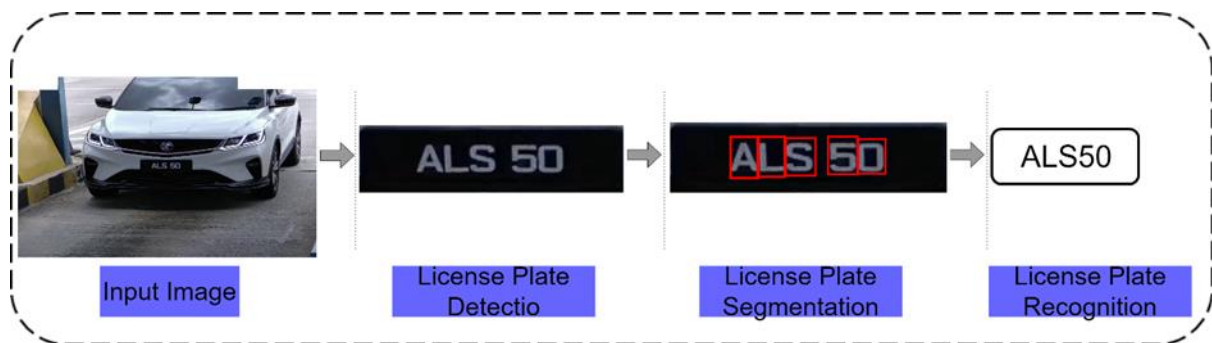 ALS 50
ALS 50
ALS 50
ALS50
Input Image
License Plate
Detectio
License Plate
Segmentation
License Plate
Recognition